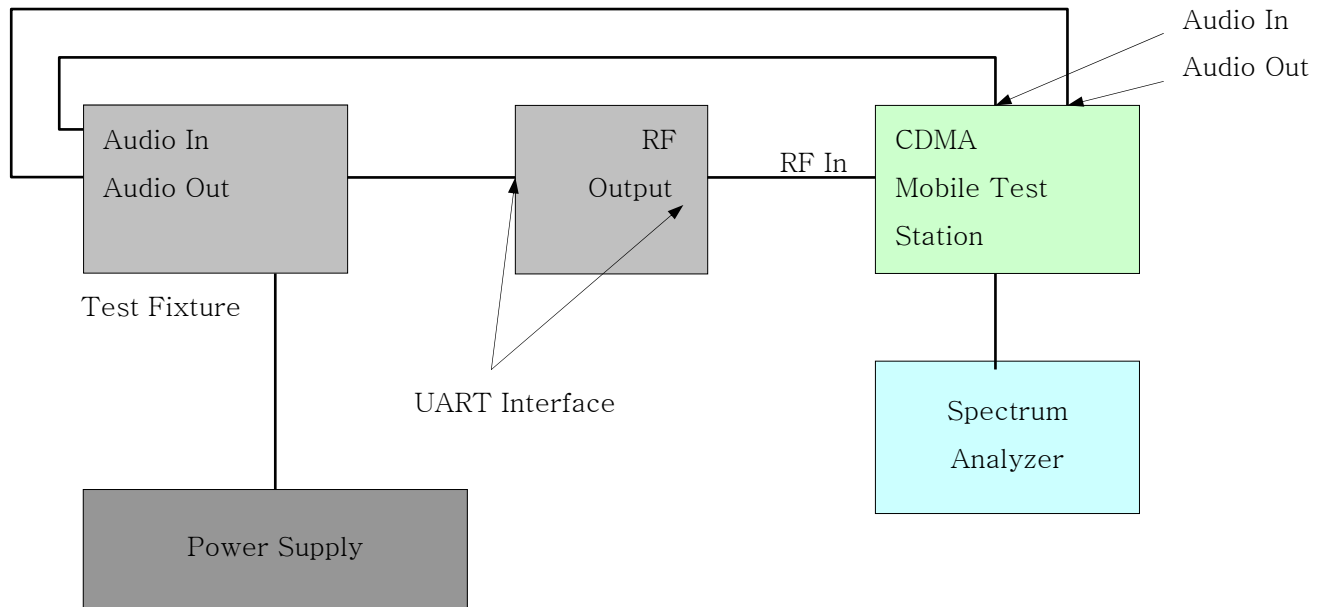 Audio In
Audio Out
Audio In
Audio Out
RF
Output
RF In
CDMA
Mobile Test
Station
Test Fixture
UART Interface
Spectrum
Analyzer
Power Supply